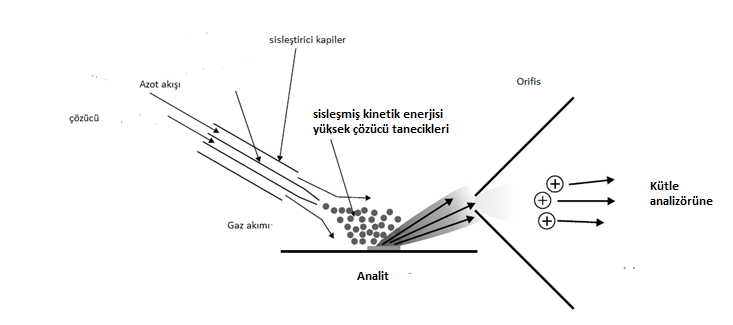 sisleştirici kapiler
Azot akışı
Orifis
çözücü
sisleşmiş kinetik enerjisi
yüksek çözücü tanecikleri
Kütle
analizörüne
Gaz akımı
Analit